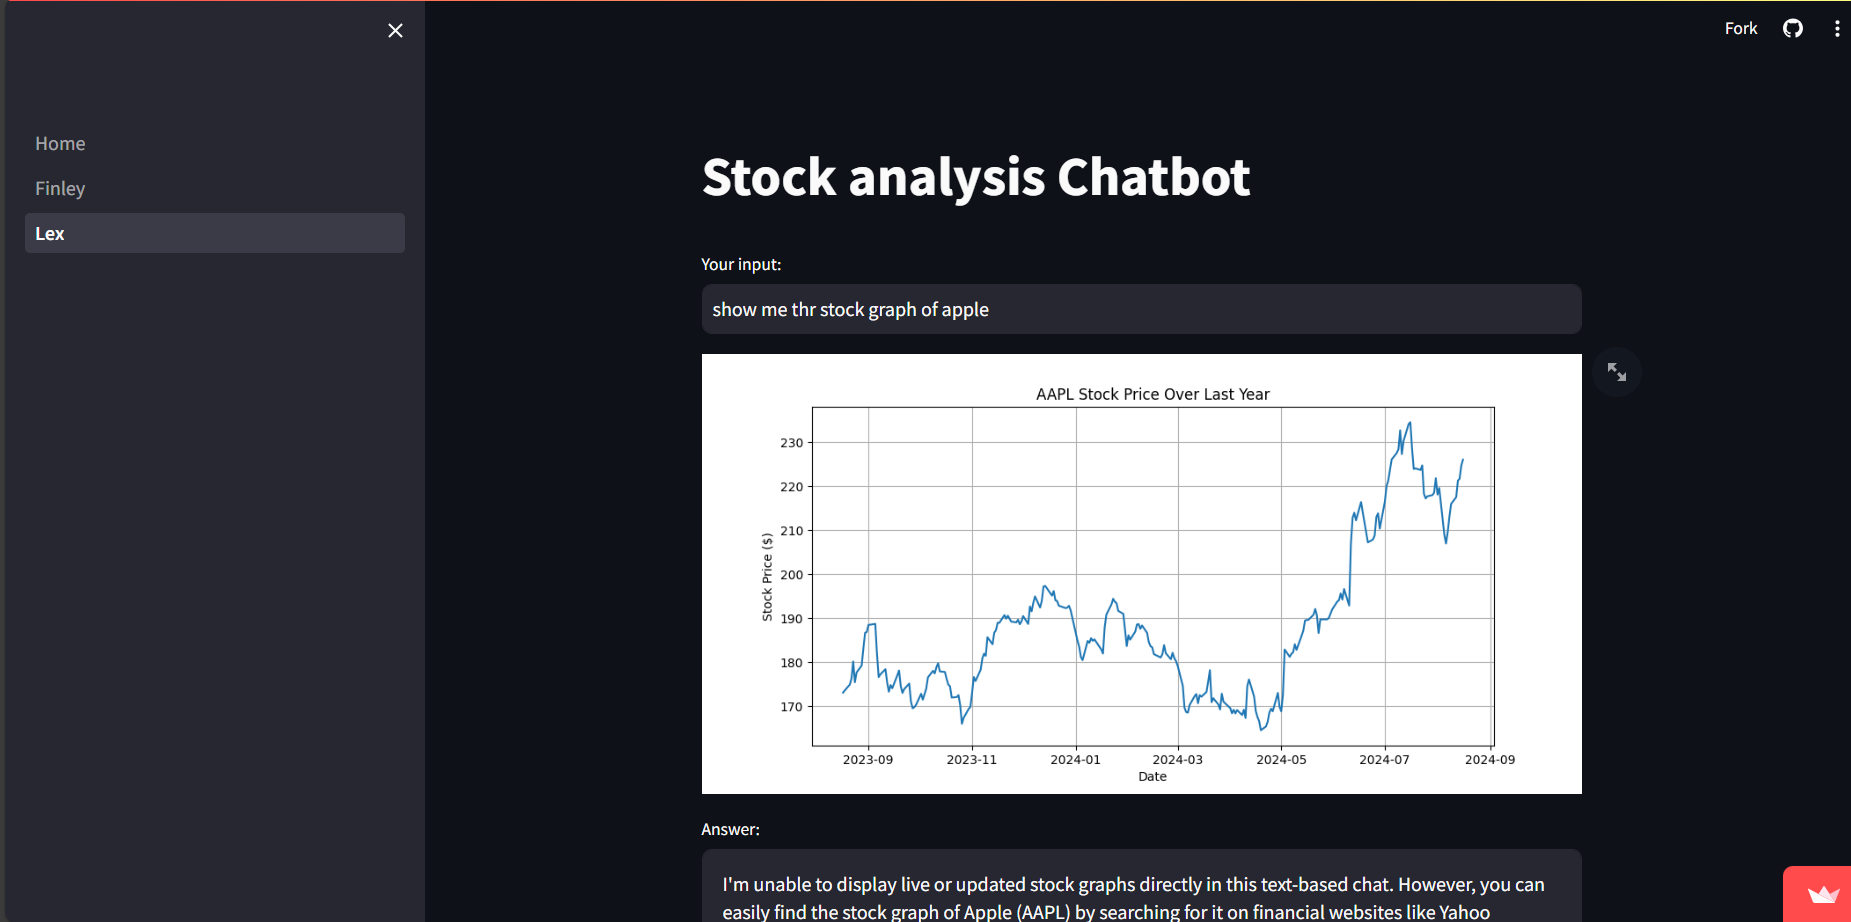 Fork
Home
Finley
Lex
Stock analysis Chatbot
Your input:
show me thr stock graph of apple
AAPL Stock Price Over Last Year
Stock Price ($)
230
220
210
200
190
180
170
2023-09 2023-11 2024-01 2024-03 2024-05 2024-07 2024-09
Date
Answer:
I'm unable to display live or updated stock graphs directly in this text-based chat. However, you can
easily find the stock graph of Apple (AAPL) by searching for it on financial websites like Yahoo